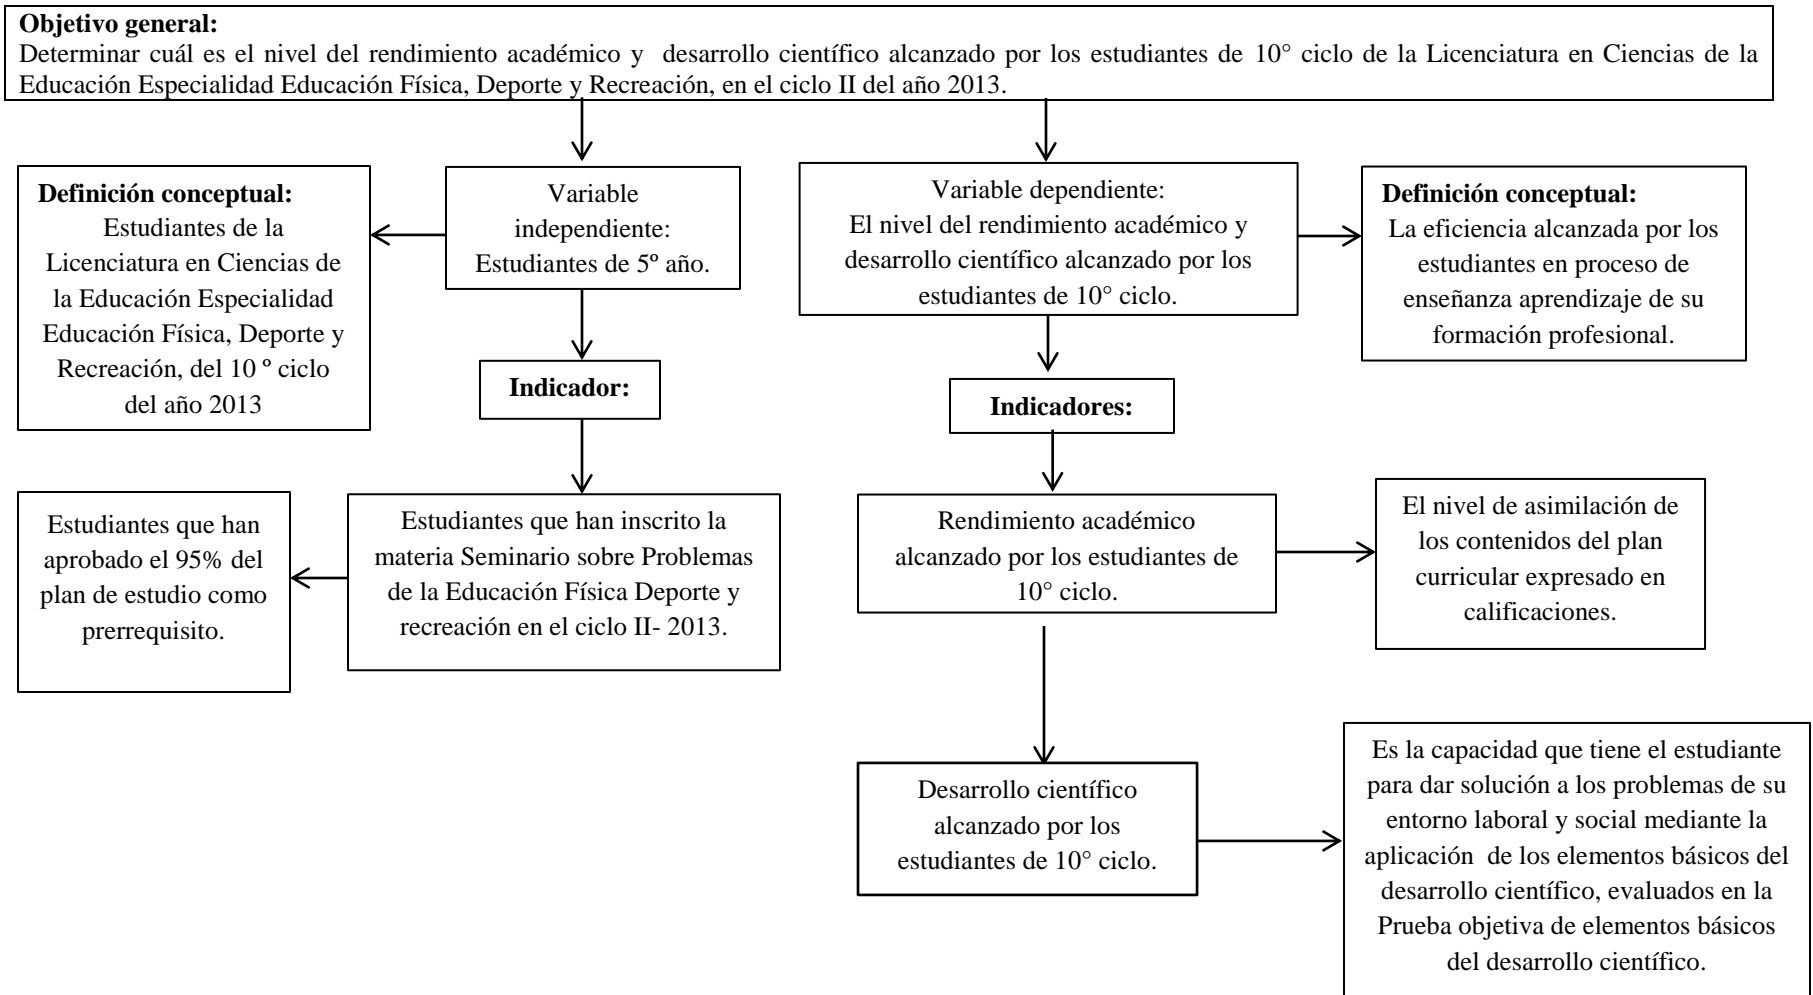 Objetivo general:
Determinar cuál es el nivel del rendimiento académico y desarrollo científico alcanzado por los estudiantes de 10° ciclo de la Licenciatura en Ciencias de la
Educación Especialidad Educación Física, Deporte y Recreación, en el ciclo II del año 2013.
Definición conceptual:
Estudiantes de la
Licenciatura en Ciencias de
la Educación Especialidad
Educación Física, Deporte y
Recreación, del 10 º ciclo
del año 2013
Variable
independiente:
Estudiantes de 5º año.
Variable dependiente:
El nivel del rendimiento académico y
desarrollo científico alcanzado por los
estudiantes de 10° ciclo.
Definición conceptual:
La eficiencia alcanzada por los
estudiantes en proceso de
enseñanza aprendizaje de su
formación profesional.
Indicador:
Indicadores:
Estudiantes que han
aprobado el 95% del
plan de estudio como
prerrequisito.
Estudiantes que han inscrito la
materia Seminario sobre Problemas
de la Educación Física Deporte y
recreación en el ciclo II- 2013.
Rendimiento académico
alcanzado por los estudiantes de
10° ciclo.
El nivel de asimilación de
los contenidos del plan
curricular expresado en
calificaciones.
Desarrollo científico
alcanzado por los
estudiantes de 10° ciclo.
Es la capacidad que tiene el estudiante
para dar solución a los problemas de su
entorno laboral y social mediante la
aplicación de los elementos básicos del
desarrollo científico, evaluados en la
Prueba objetiva de elementos básicos
del desarrollo científico.